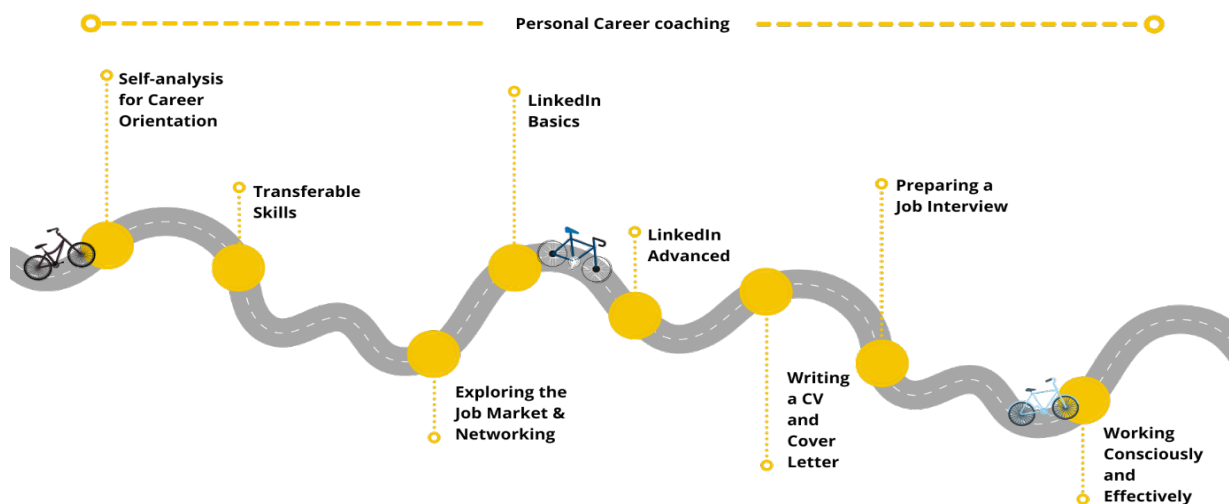 Personal Career coaching
Self-analysis
for Career
Orientation
Transferable
Skills
Exploring the
Job Market &
Networking
LinkedIn
Basics
LinkedIn
Advanced
Writing
a CV
and
Cover
Letter
Preparing a
Job Interview
Working
Consciously
and
Effectively